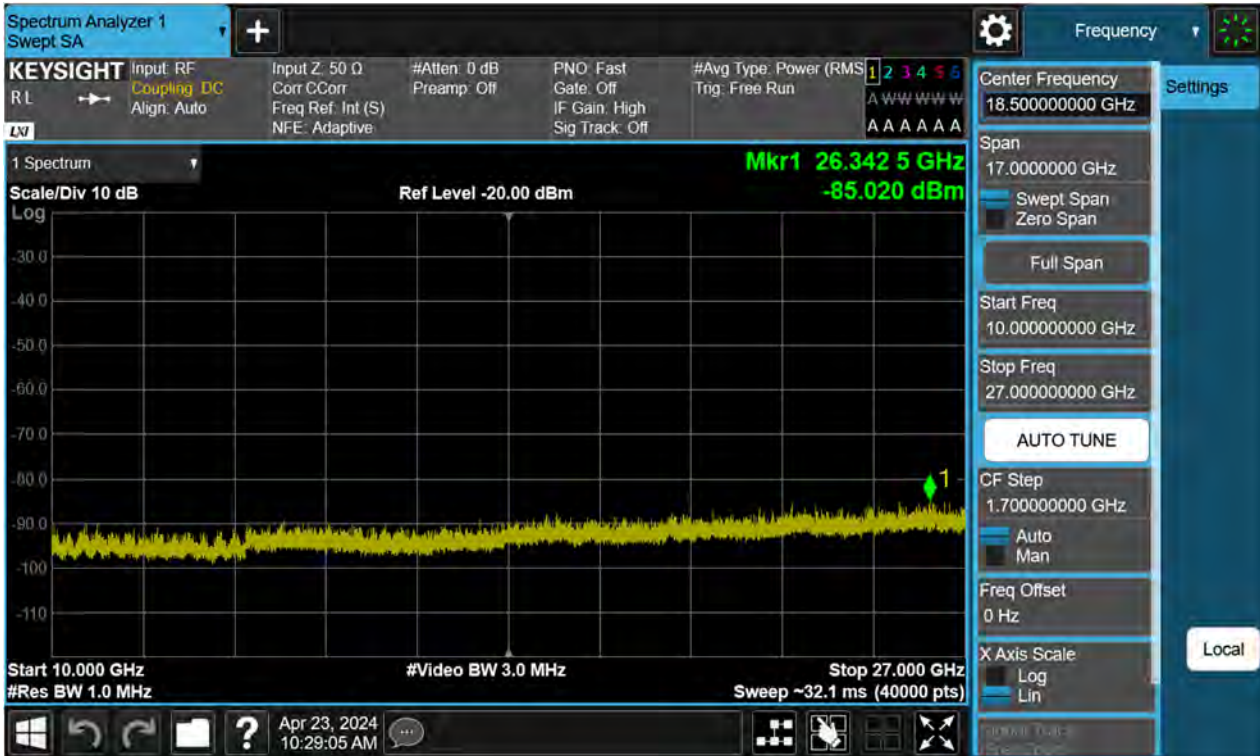 Spectrum Analyzer 1
Swept SA
Frequency
KEYSIGHT
RL
LXI
Input: RF
Coupling: DC
Align: Auto
Input Z: 50 Ω
Corr CCorr
Freq Ref: Int (S)
NFE: Adaptive
#Atten: 0 dB
Preamp: Off
PNO: Fast
Gate: Off
IF Gain: High
Sig Track: Off
#Avg Type: Power (RMS
Trig: Free Run
1 2 3 4 5 6
A W W W W W
A A A A A A
1 Spectrum
Scale/Div 10 dB
Ref Level -20.00 dBm
Mkr1 26.342 5 GHz
-85.020 dBm
Log
-30.0
-40.0
-50.0
-60.0
-70.0
-80.0
-90.0
-100
-110
1
Start 10.000 GHz
#Res BW 1.0 MHz
#Video BW 3.0 MHz
Stop 27.000 GHz
Sweep ~32.1 ms (40000 pts)
Apr 23, 2024
10:29:05 AM
Center Frequency
18.500000000 GHz
Span
17.0000000 GHz
Swept Span
Zero Span
Full Span
Start Freq
10.000000000 GHz
Stop Freq
27.000000000 GHz
AUTO TUNE
CF Step
1.700000000 GHz
Auto
Man
Freq Offset
0 Hz
X Axis Scale
Log
Lin
Settings
Local